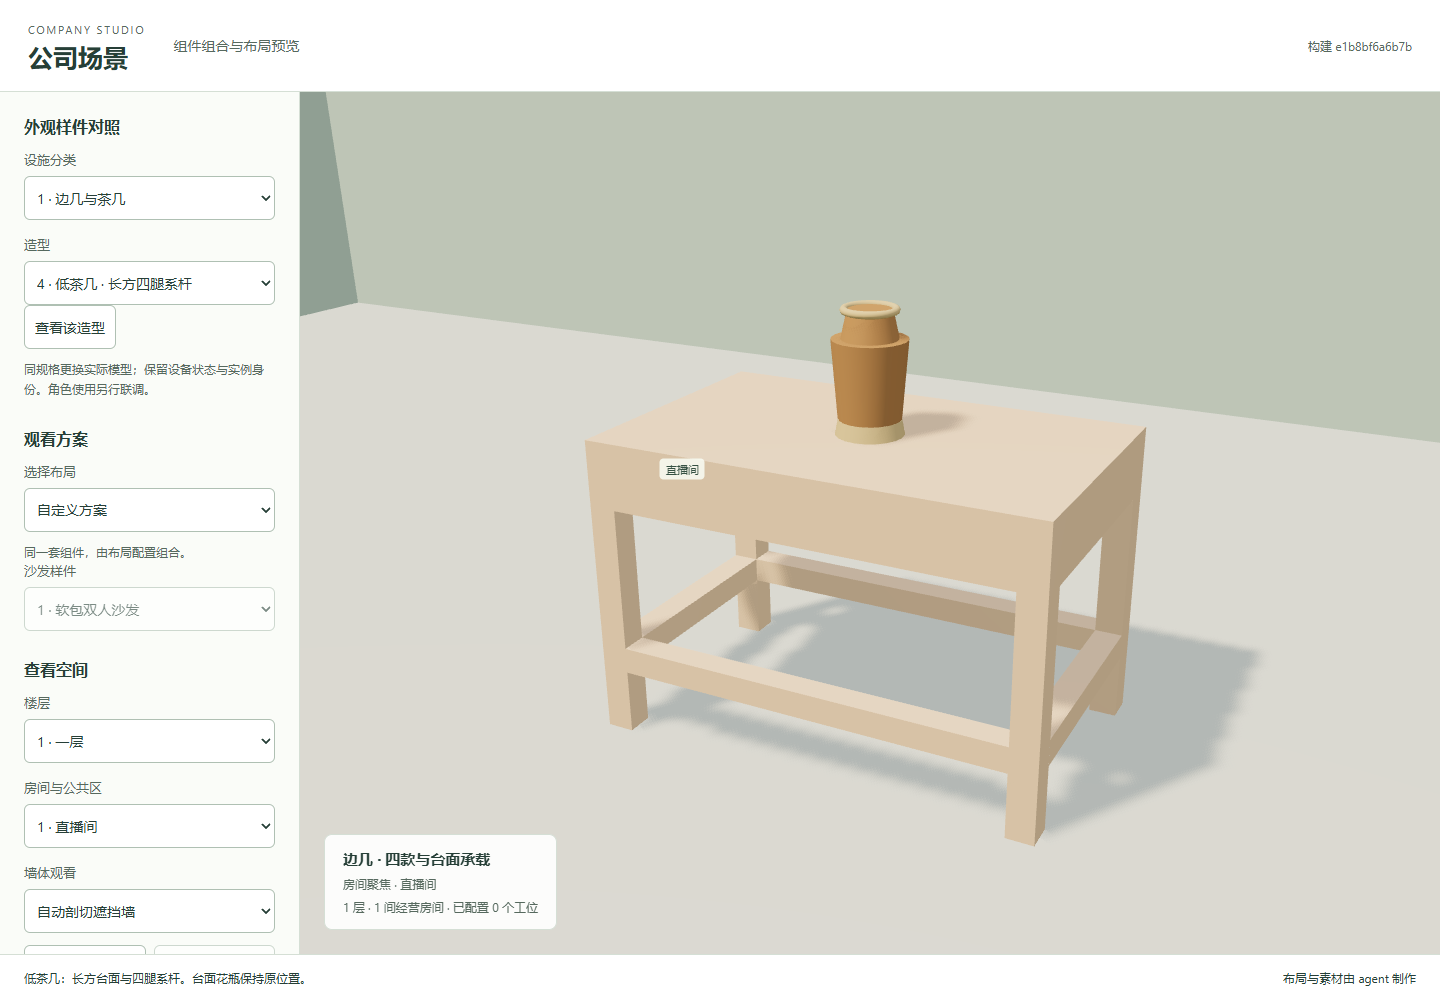 COMPANY STUDIO
公司场景
组件组合与布局预览
构建 e1b8bf6a6b7b
外观样件对照
设施分类
1 · 边几与茶几
造型
4 · 低茶几 · 长方四腿系杆
查看该造型
同规格更换实际模型；保留设备状态与实例身
份。角色使用另行联调。
观看方案
选择布局
自定义方案
同一套组件，由布局配置组合。
沙发样件
1 · 软包双人沙发
查看空间
楼层
1 · 一层
房间与公共区
1 · 直播间
墙体观看
自动剖切遮挡墙
直播间
边几 · 四款与台面承载
房间聚焦 · 直播间
1 层 · 1 间经营房间 · 已配置 0 个工位
低茶几：长方台面与四腿系杆。台面花瓶保持原位置。
布局与素材由 agent 制作